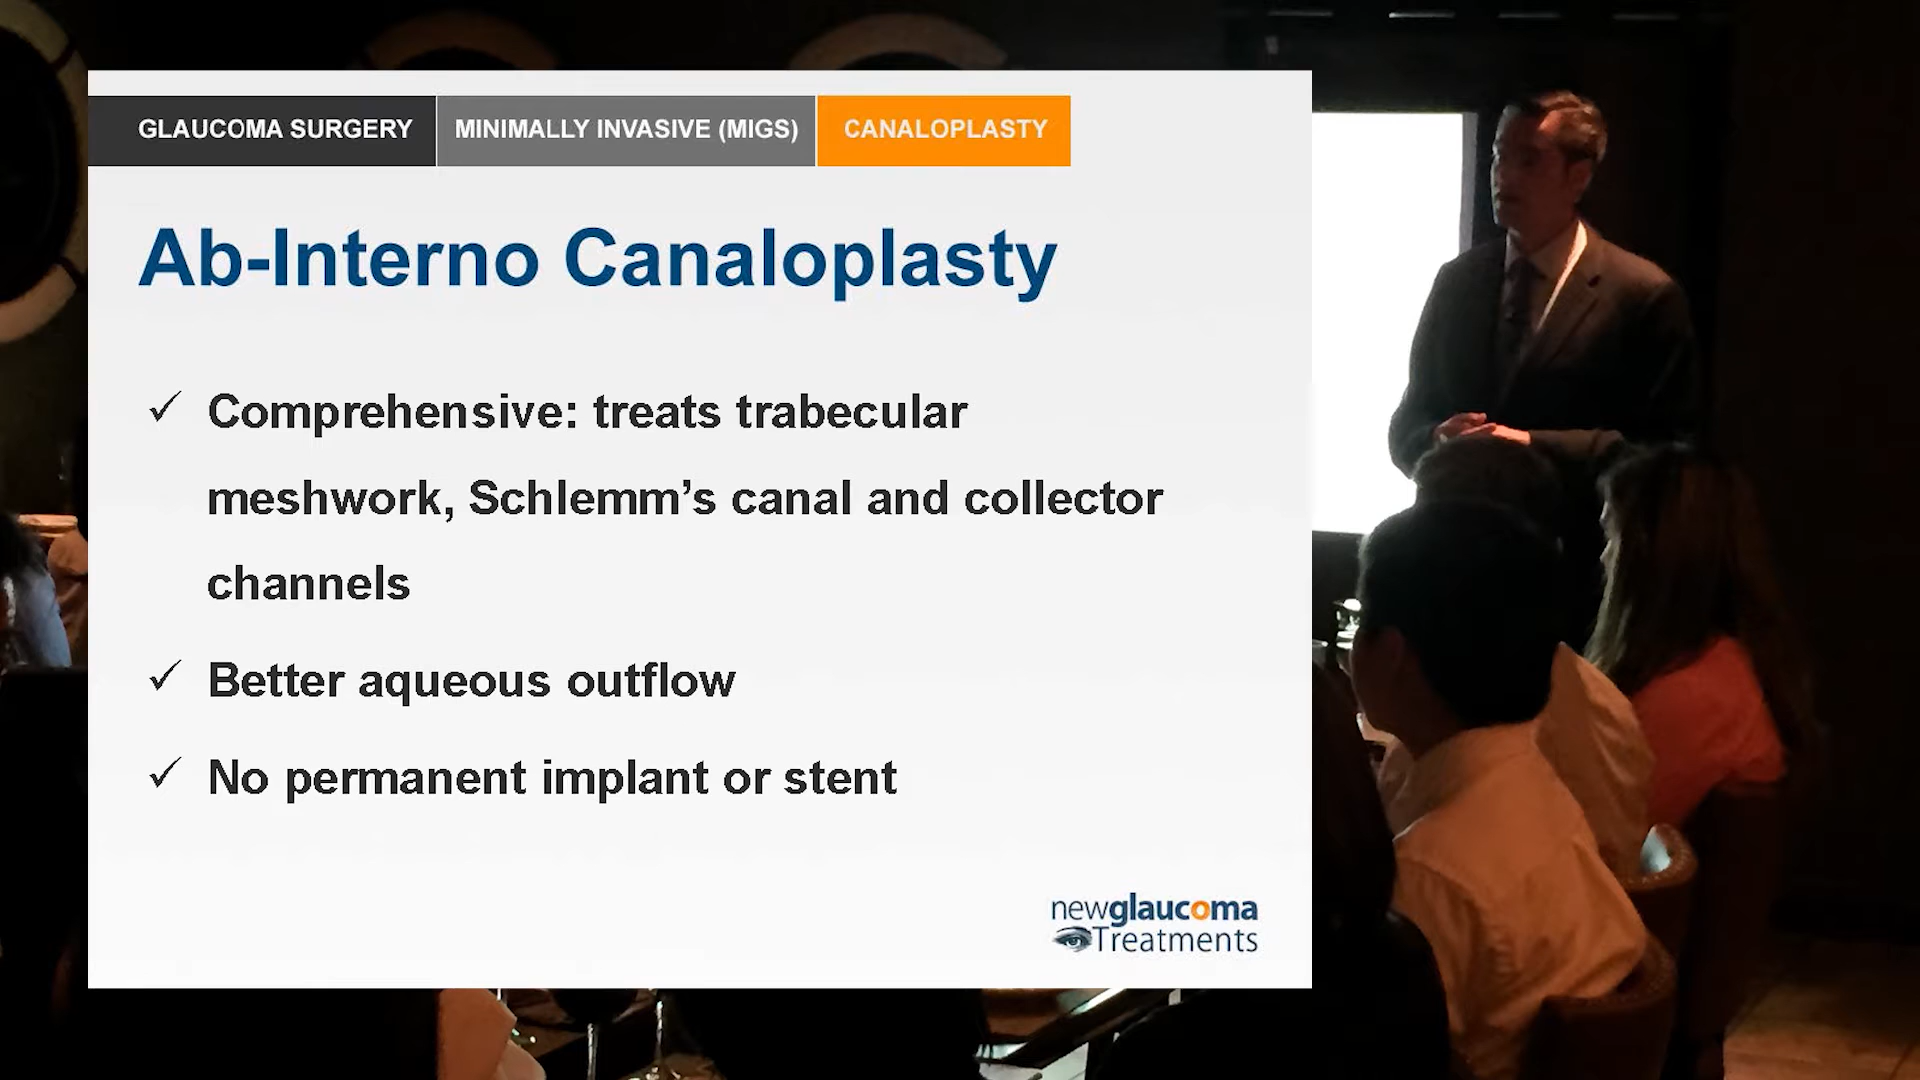 GLAUCOMA SURGERY
MINIMALLY INVASIVE (MIGS)
CANALOPLASTY
Ab-Interno Canaloplasty
✓ Comprehensive: treats trabecular
meshwork, Schlemm’s canal and collector
channels
✓ Better aqueous outflow
✓ No permanent implant or stent
newglaucoma
Treatments